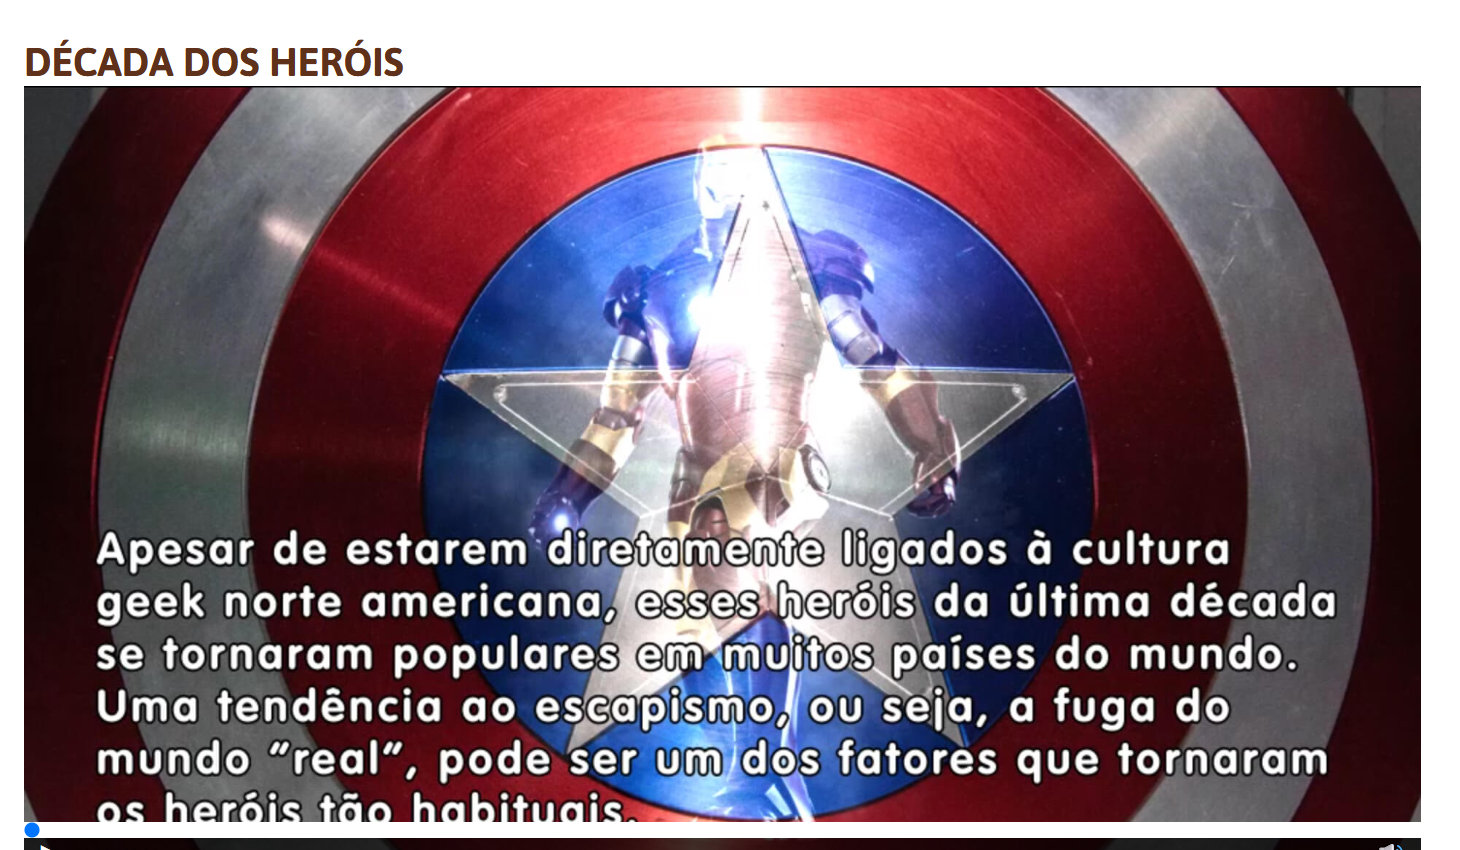 DÉCADA DOS HERÓIS
Apesar de estarem diretamente ligados à cultura
geek norte americana, esses heróis da última década
se tornaram populares em muitos países do mundo.
Uma tendência ao escapismo, ou seja, a fuga do
mundo “real”, pode ser um dos fatores que tornaram
os heróis tão habituais.